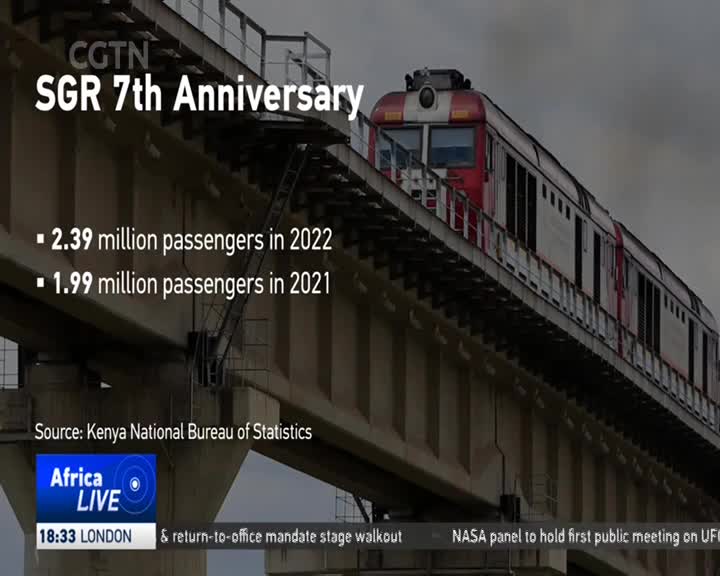 CGTN
SGR 7th Anniversary
▪ 2.39 million passengers in 2022
▪ 1.99 million passengers in 2021
Source: Kenya National Bureau of Statistics
Africa
LIVE
18:33 LONDON
& return-to-office mandate stage walkout NASA panel to hold first public meeting on UF